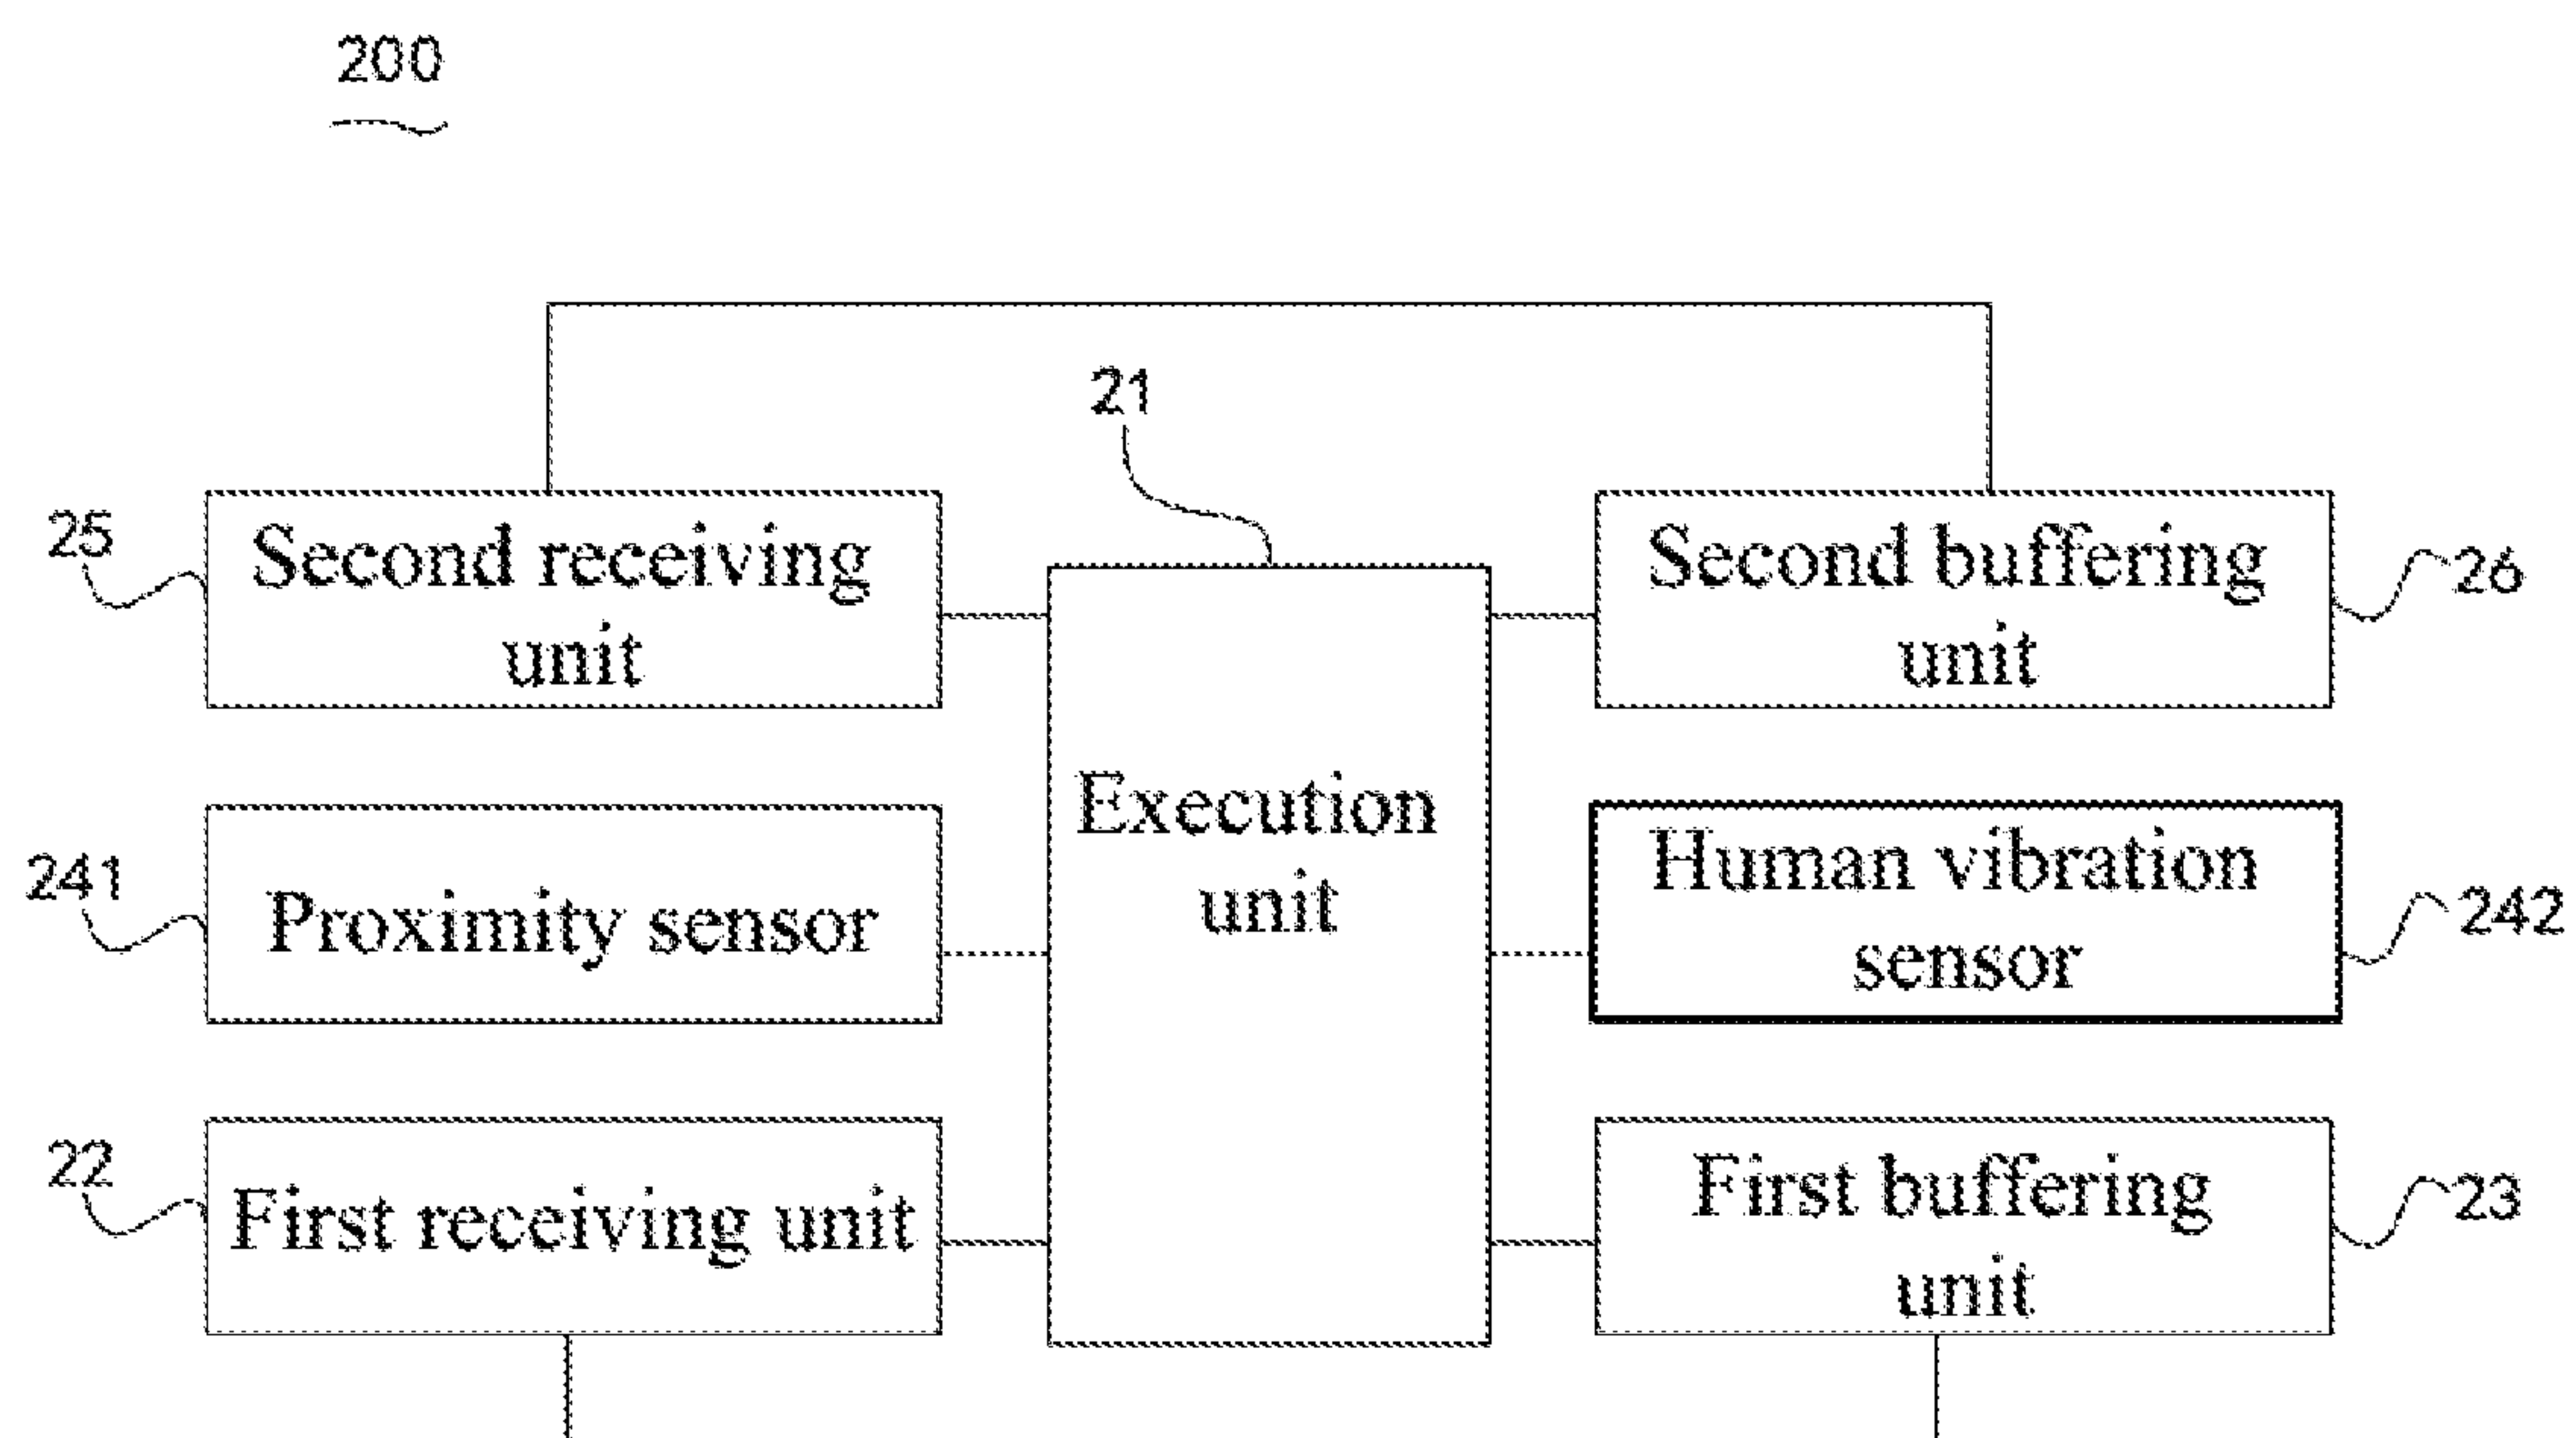 200
21
25
Second receiving
unit
Second buffering
unit
26
241
Proximity sensor
Execution
unit
Human vibration
sensor
242
22
First receiving unit
First buffering
unit
23